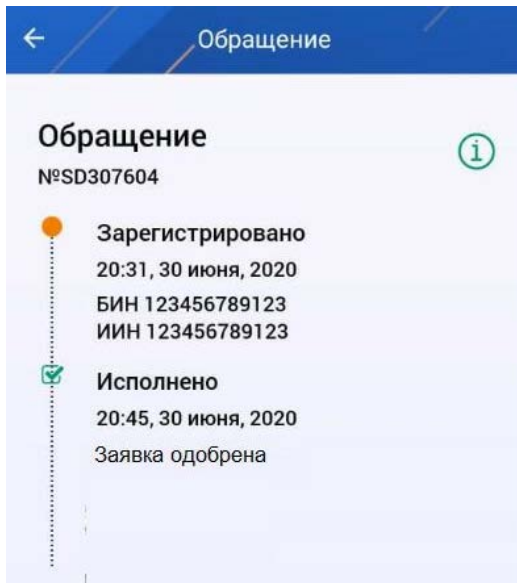 Обращение
Обращение
№SD307604
Зарегистрировано
20:31, 30 июня, 2020
БИН 123456789123
ИИН 123456789123
Исполнено
20:45, 30 июня, 2020
Заявка одобрена